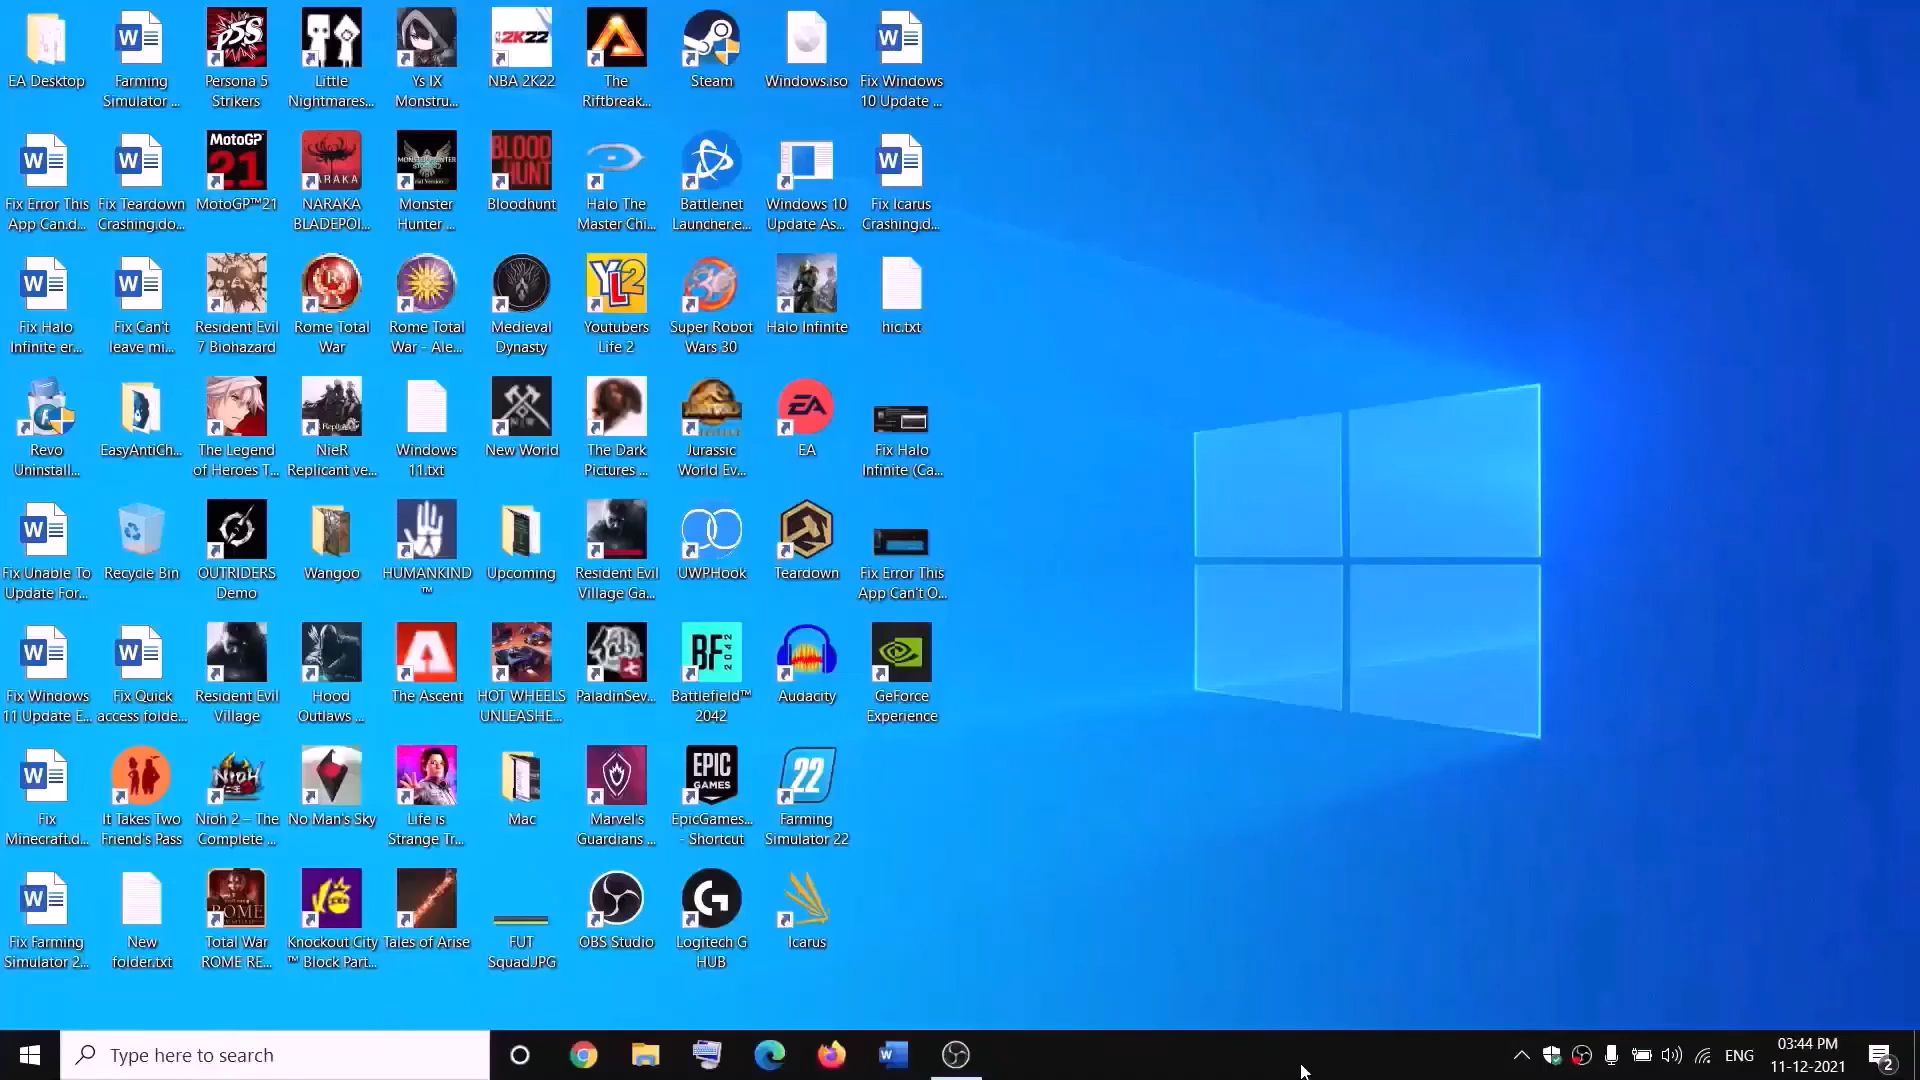 EA Desktop
Farming
Simulator ...
Persona 5
Strikers
Little
Nightmares...
Ys IX
Monstru...
NBA 2K22
The
Riftbreak...
Steam
Windows.iso
Fix Windows
10 Update ...
Fix Error This
App Can.d...
Fix Teardown
Crashing.do...
MotoGP™21
NARAKA
BLADEPOI...
Monster
Hunter ...
Bloodhunt
Halo The
Master Chi...
Battle.net
Launcher.e...
Windows 10
Update As...
Fix Icarus
Crashing.d...
Fix Halo
Infinite er...
Fix Can't
leave mi...
Resident Evil
7 Biohazard
Rome Total
War
Rome Total
War - Ale...
Medieval
Dynasty
Youtubers
Life 2
Super Robot
Wars 30
Halo Infinite
hic.txt
Revo
Uninstall...
EasyAntiCh...
The Legend
of Heroes T...
NieR
Replicant ve...
Windows
11.txt
New World
The Dark
Pictures ...
Jurassic
World Ev...
EA
Fix Halo
Infinite (Ca...
Fix Unable To
Update For...
Recycle Bin
OUTRIDERS
Demo
Wangoo
HUMANKIND
™
Upcoming
Resident Evil
Village Ga...
UWPHook
Teardown
Fix Error This
App Can't O...
Fix Windows
11 Update E...
Fix Quick
access folde...
Resident Evil
Village
Hood
Outlaws ...
The Ascent
HOT WHEELS
UNLEASHE...
PaladinSev...
Battlefield™
2042
Audacity
GeForce
Experience
Fix
Minecraft.d...
It Takes Two
Friend's Pass
Nioh 2 – The
Complete ...
No Man's Sky
Life is
Strange Tr...
Mac
Marvel's
Guardians ...
EpicGames...
- Shortcut
Farming
Simulator 22
Fix Farming
Simulator 2...
New
folder.txt
Total War
ROME RE...
Knockout City
™ Block Part...
Tales of Arise
FUT
Squad.JPG
OBS Studio
Logitech G
HUB
Icarus
Type here to search
ENG
03:44 PM
11-12-2021
2